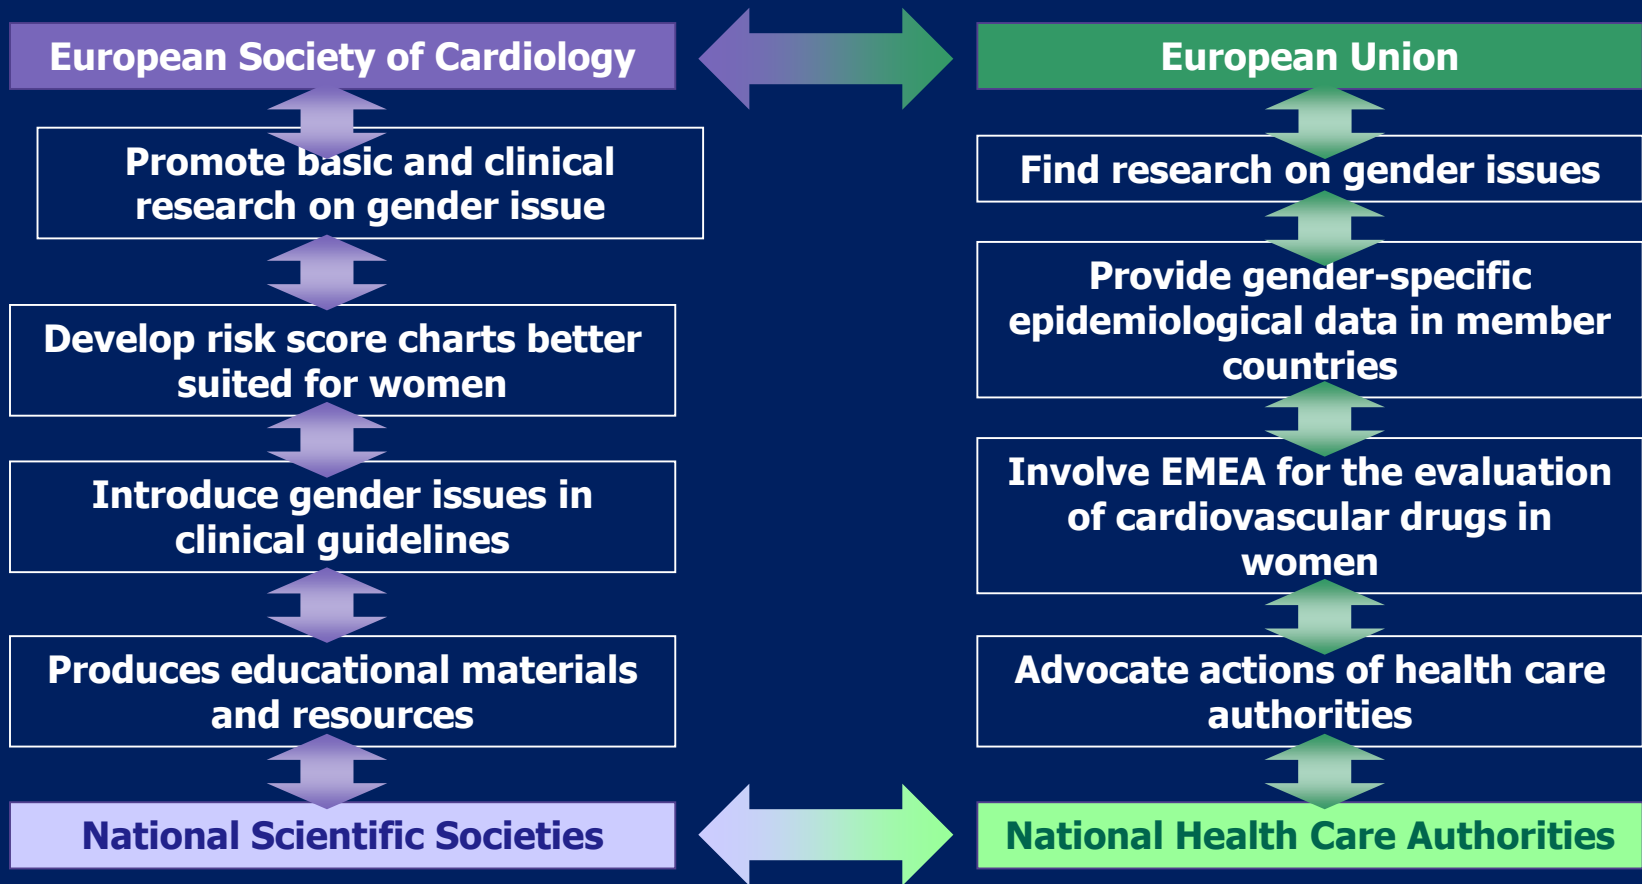 European Society of Cardiology
Promote basic and clinical
research on gender issue
Develop risk score charts better
suited for women
Introduce gender issues in
clinical guidelines
Produces educational materials
and resources
National Scientific Societies
European Union
Find research on gender issues
Provide gender-specific
epidemiological data in member
countries
Involve EMEA for the evaluation
of cardiovascular drugs in
women
Advocate actions of health care
authorities
National Health Care Authorities